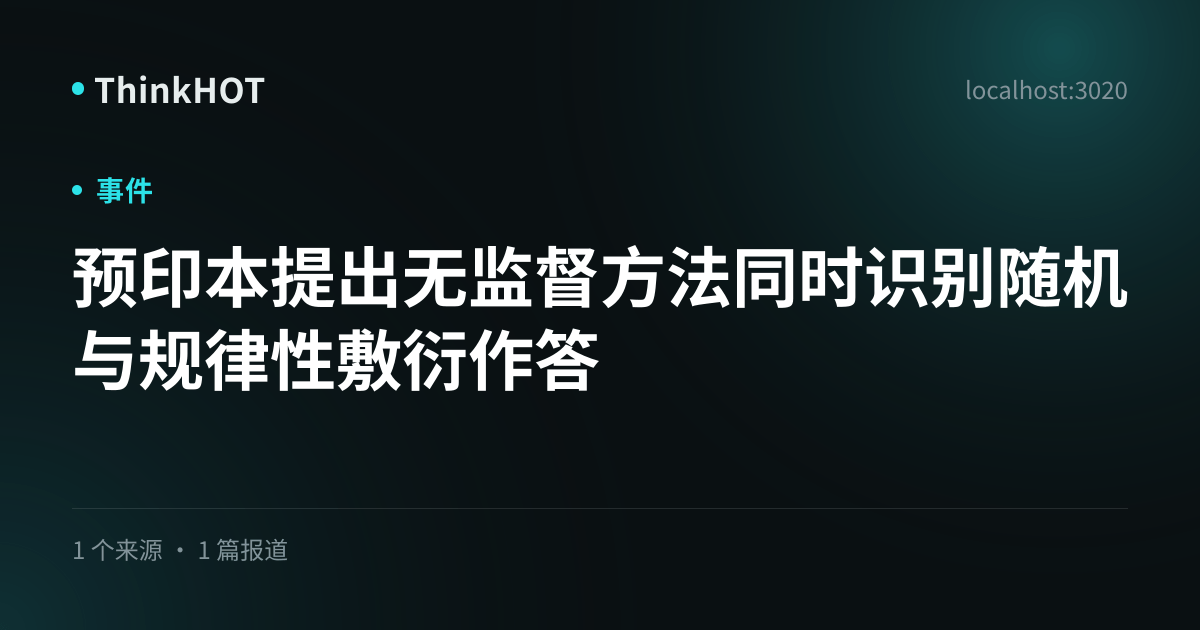 ThinkHOT
localhost:3020
事件
预印本提出无监督方法同时识别随机
与规律性敷衍作答
1 个来源 · 1 篇报道